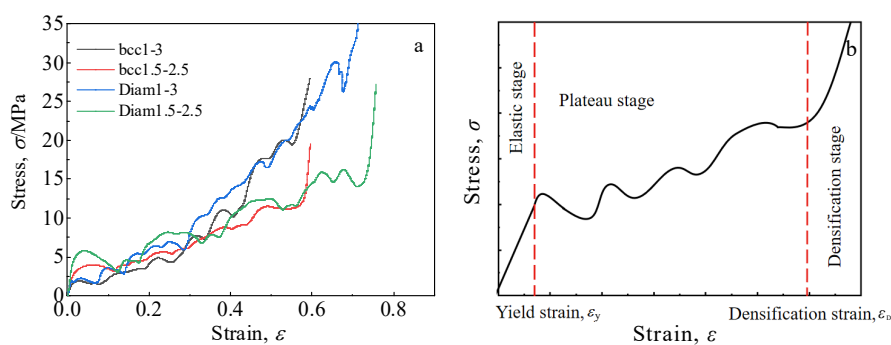 a
bcc1-3
bcc1.5-2.5
Diam1-3
Diam1.5-2.5
Stress, σ/MPa
35
30
25
20
15
10
5
0
0.0 0.2 0.4 0.6 0.8
Strain, ε
b
Elastic stage
Plateau stage
Densification stage
Stress, σ
Yield strain, εy
Densification strain, εD
Strain, ε